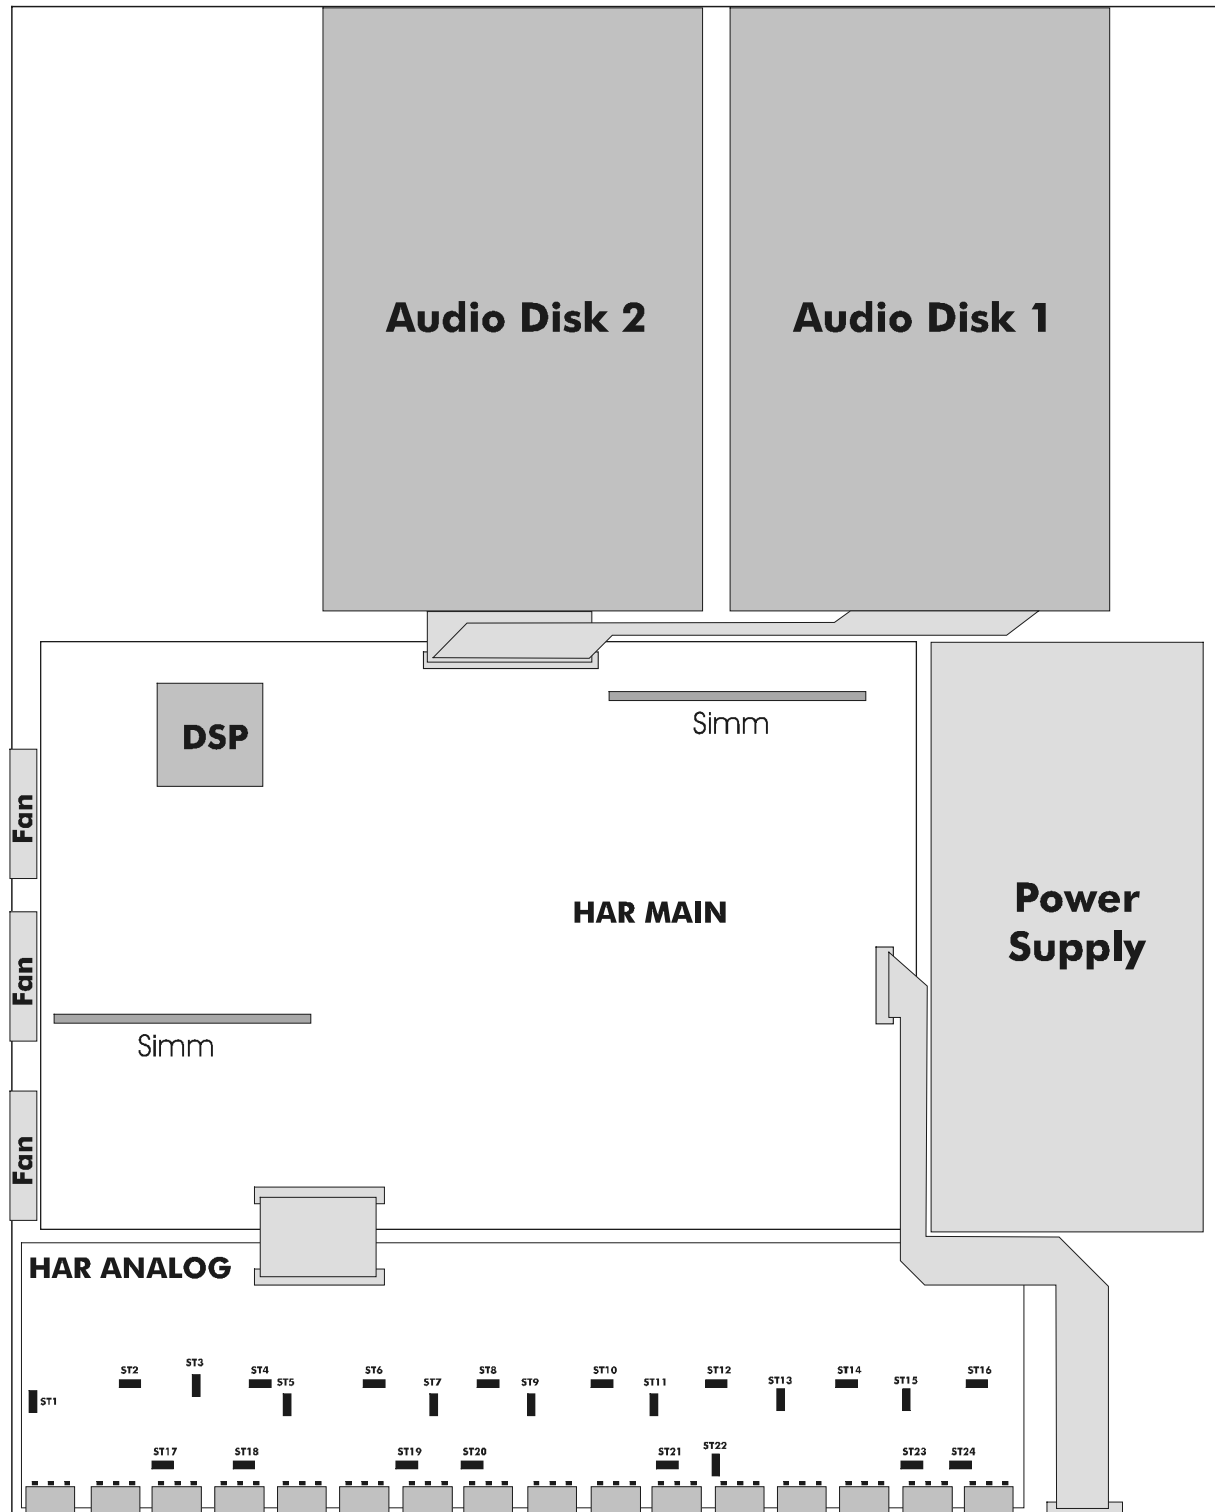 Audio Disk 2
Audio Disk 1
DSP
Simm
Fan
HAR MAIN
Power
Supply
Fan
Simm
Fan
HAR ANALOG
ST1
ST2
ST3
ST4
ST5
ST6
ST7
ST8
ST9
ST10
ST11
ST12
ST13
ST14
ST15
ST16
ST17
ST18
ST19
ST20
ST21
ST22
ST23
ST24